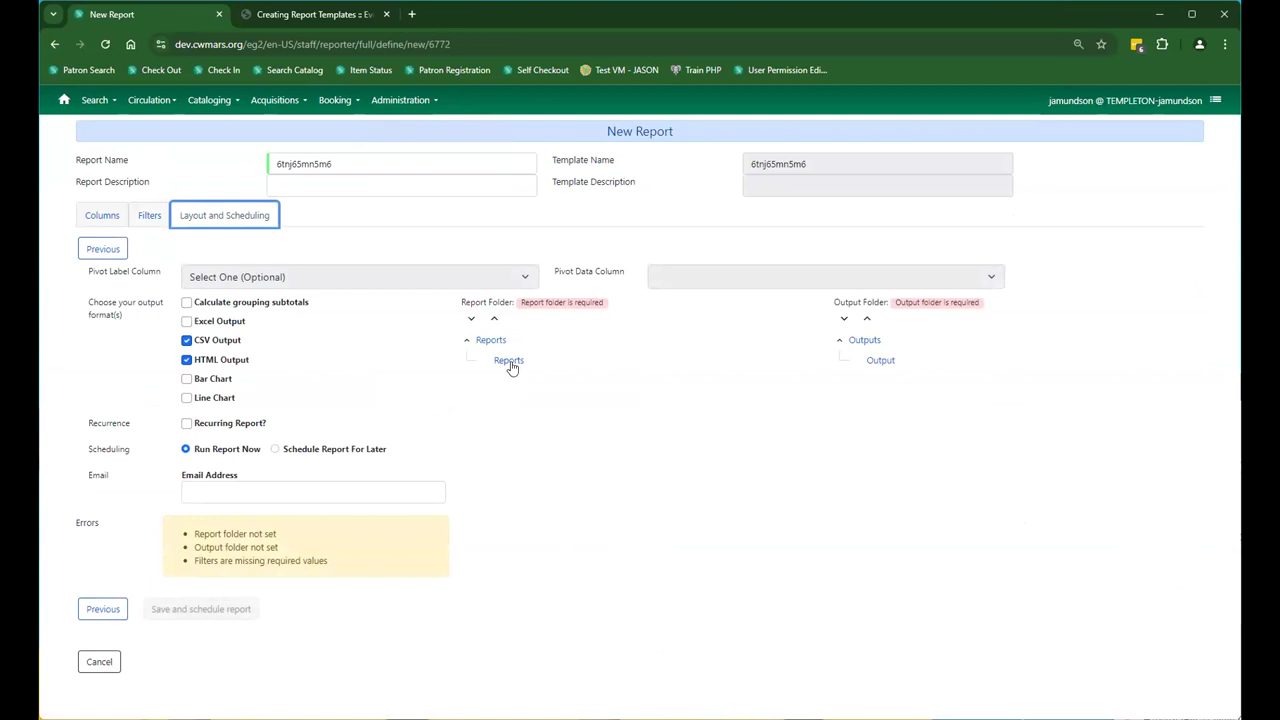 New Report
Creating Report Templates :: Ev
dev.cwmars.org/eg2/en-US/staff/reporter/full/define/new/6772
6
Patron Search Check Out Check In Search Catalog Item Status Patron Registration Self Checkout Test VM - JASON Train PHP User Permission Edi...
Search Circulation Cataloging Acquisitions Booking Administration jamundson @ TEMPLETON-jamundson
New Report
Report Name 6tnj65mn5m6 Template Name 6tnj65mn5m6
Report Description Template Description
Columns Filters Layout and Scheduling
Previous
Pivot Label Column Select One (Optional) Pivot Data Column
Choose your output format(s) Calculate grouping subtotals Report Folder: Report folder is required Output Folder: Output folder is required
Excel Output
CSV Output Reports Outputs
HTML Output Reports Output
Bar Chart
Line Chart
Recurrence Recurring Report?
Scheduling Run Report Now Schedule Report For Later
Email Email Address
Errors
Report folder not set
Output folder not set
Filters are missing required values
Previous Save and schedule report
Cancel